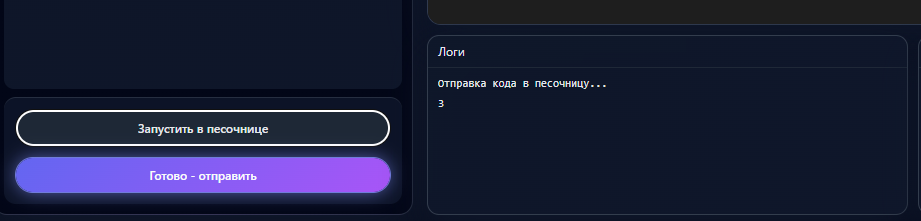 Логи
Отправка кода в песочницу...
3
Запустить в песочнице
Готово - отправить